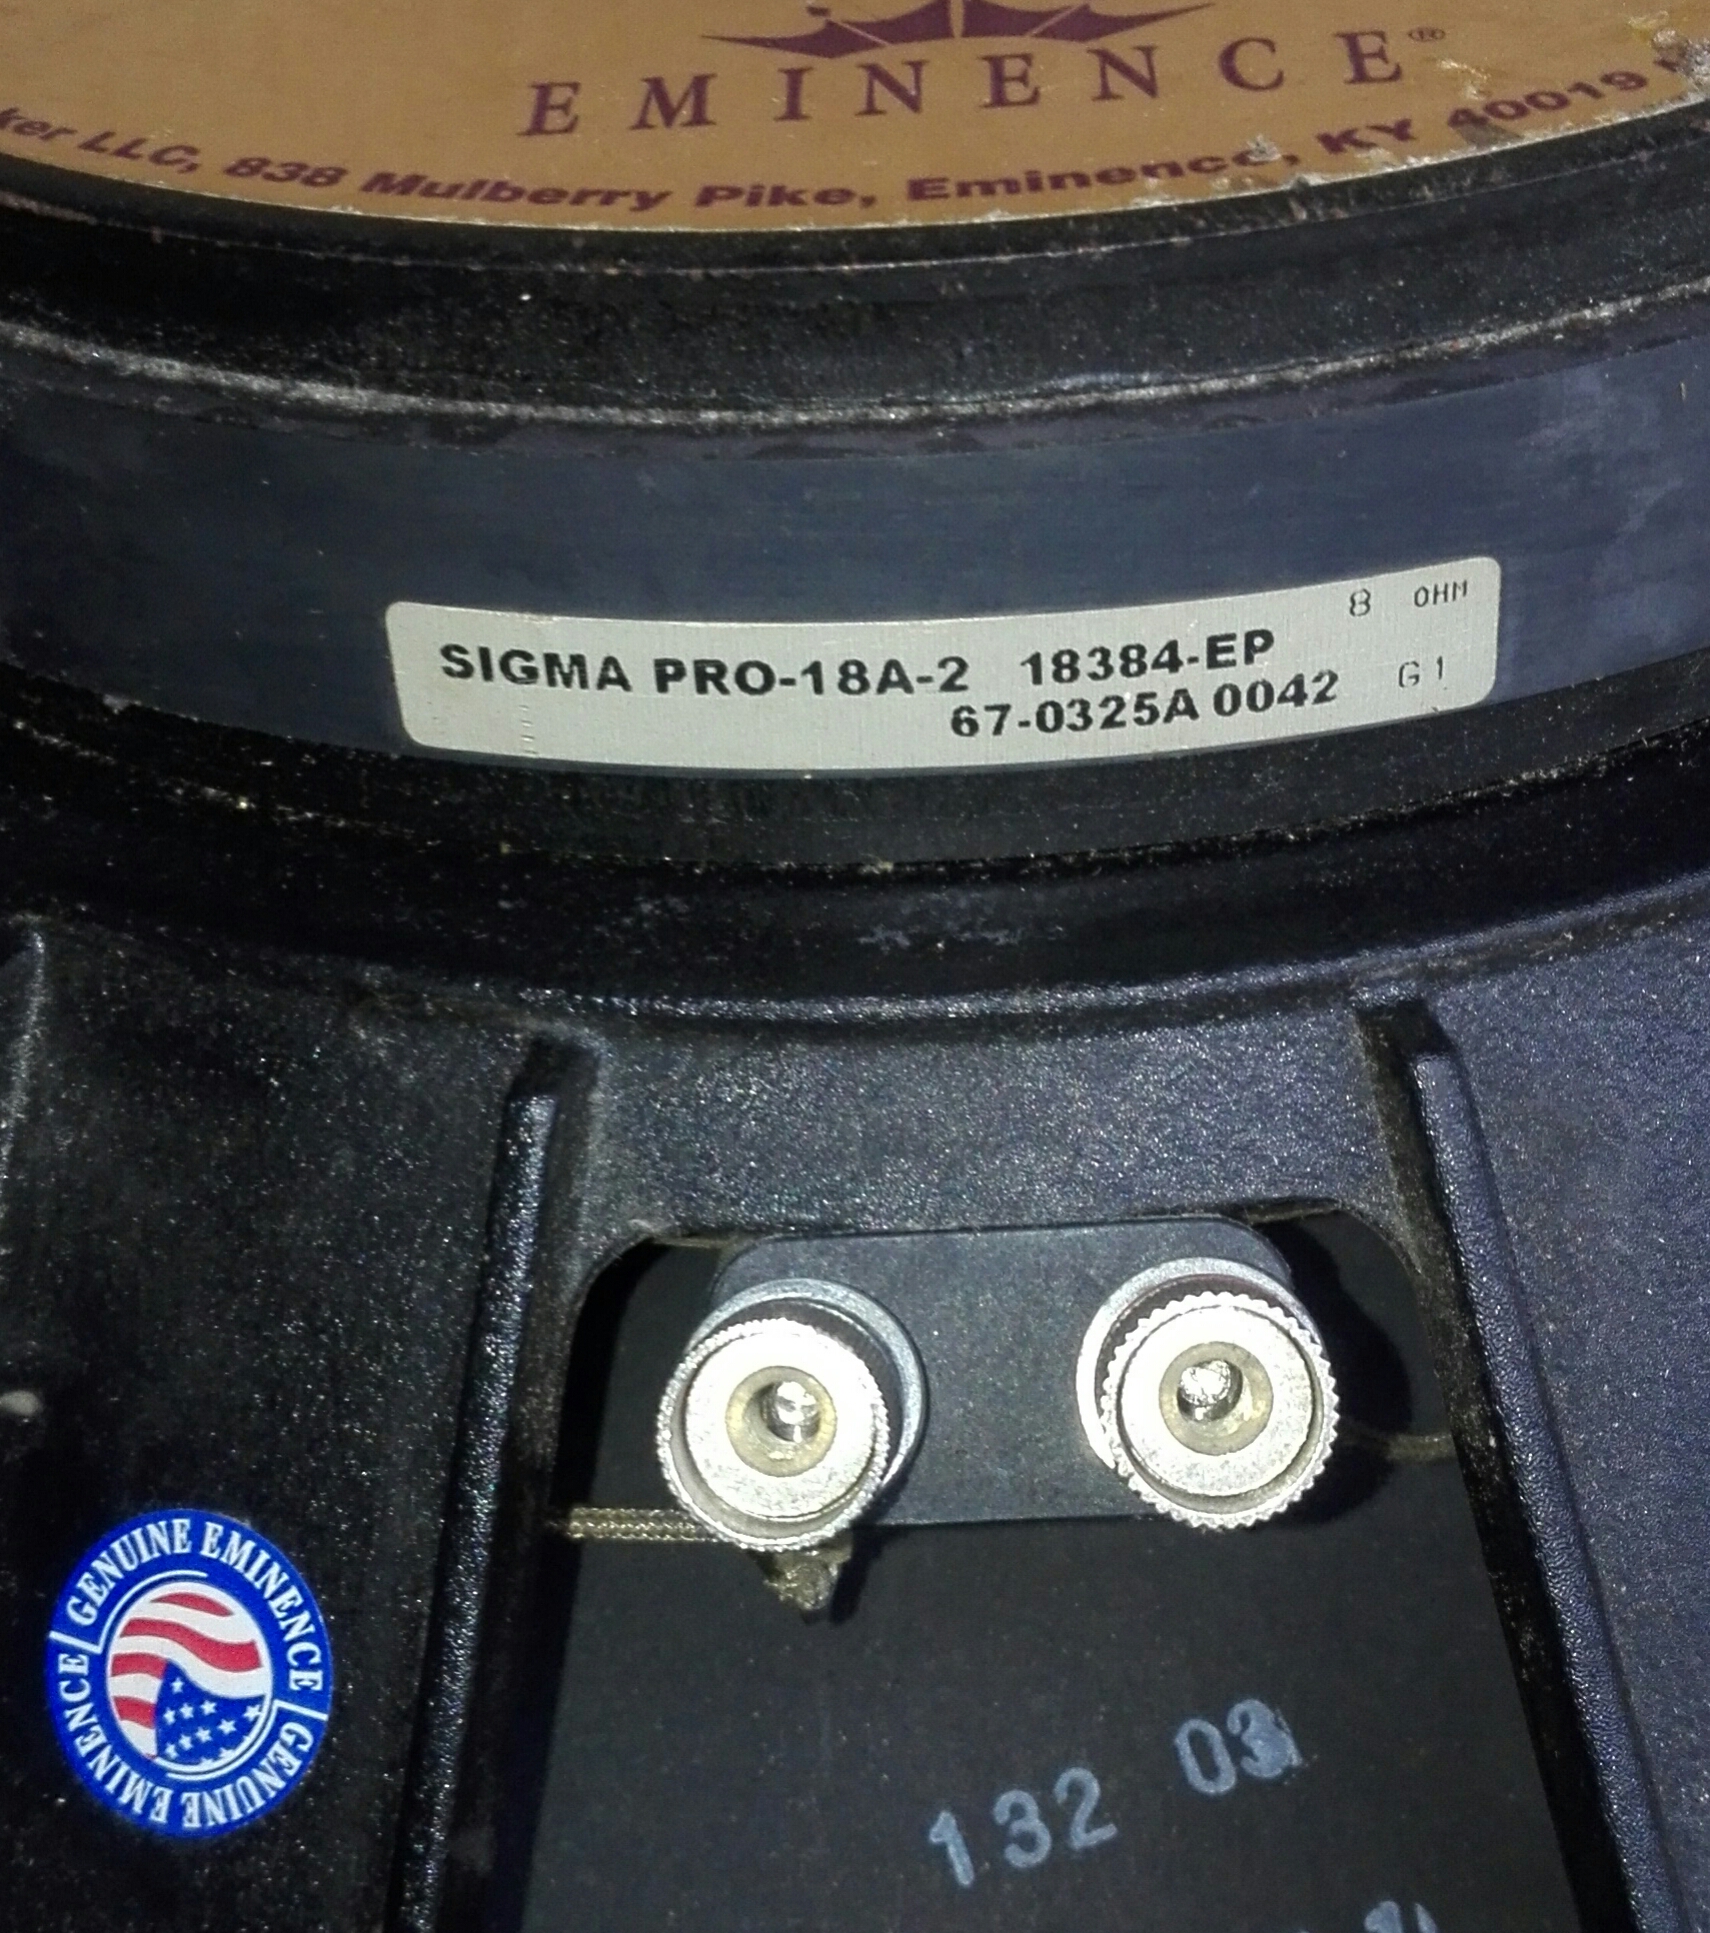 EMINENCE®
ker LLC, 838 Mulberry Pike, Eminence, KY 40019
8 OHM
SIGMA PRO-18A-2 18384-EP
67-0325A 0042 G1
GENUINE EMINENCE
GENUINE EMINENCE
132 03